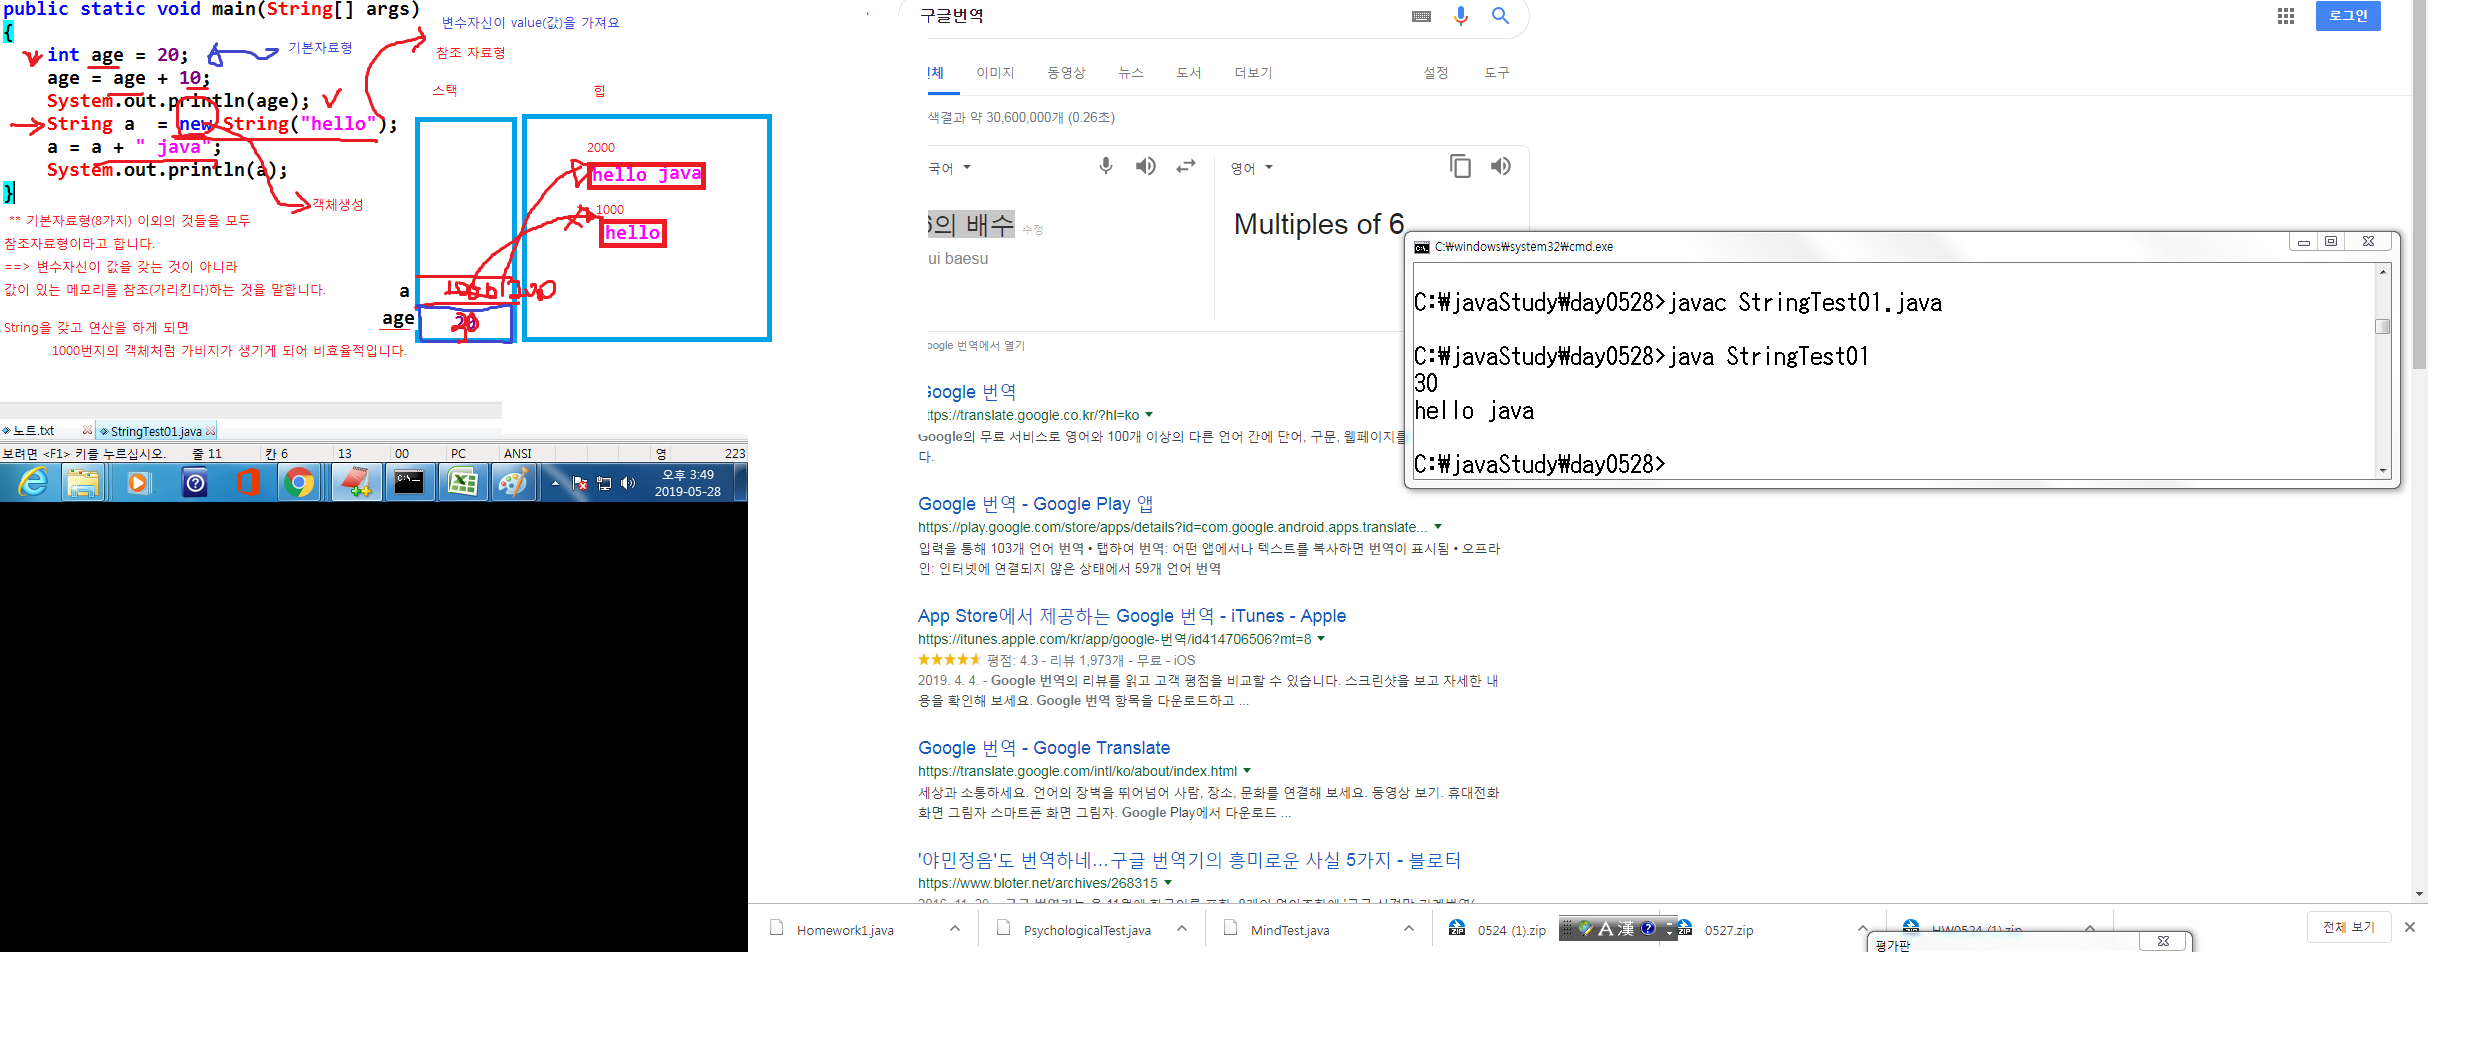 public static void main(String[] args)
{
int age = 20;
age = age + 10;
System.out.println(age);
String a  = new String("hello");
a = a + " java";
System.out.println(a);
}
기본자료형
변수자신이 value(값)을 가져요
참조 자료형
객체생성
** 기본자료형(8가지) 이외의 것들을 모두
참조자료형이라고 합니다.
==> 변수자신이 값을 갖는 것이 아니라
값이 있는 메모리를 참조(가리킨다)하는 것을 말합니다.
String을 갖고 연산을 하게 되면
1000번지의 객체처럼 가비지가 생기게 되어 비효율적입니다.
스택
힙
2000
hello java
1000
hello
a
age
노트.txt
StringTest01.java
보려면 <F1> 키를 누르십시오.
줄 11
칸 6
13
00
PC
ANSI
영
223
오후 3:49
2019-05-28
구글번역
로그인
이미지
동영상
뉴스
도서
더보기
설정
도구
색결과 약 30,600,000개 (0.26초)
국어
영어
6의 배수
수정
ui baesu
Multiples of 6
oogle 번역에서 열기
Google 번역
ttps://translate.google.co.kr/?hl=ko
Google의 무료 서비스로 영어와 100개 이상의 다른 언어 간에 단어, 구문, 웹페이지를
다.
Google 번역 - Google Play 앱
https://play.google.com/store/apps/details?id=com.google.android.apps.translate...
입력을 통해 103개 언어 번역 • 탭하여 번역: 어떤 앱에서나 텍스트를 복사하면 번역이 표시됨 • 오프라
인: 인터넷에 연결되지 않은 상태에서 59개 언어 번역
App Store에서 제공하는 Google 번역 - iTunes - Apple
https://itunes.apple.com/kr/app/google-번역/id414706506?mt=8
평점: 4.3 - 리뷰 1,973개 - 무료 - iOS
2019. 4. 4. - Google 번역의 리뷰를 읽고 고객 평점을 비교할 수 있습니다. 스크린샷을 보고 자세한 내
용을 확인해 보세요. Google 번역 항목을 다운로드하고 ...
Google 번역 - Google Translate
https://translate.google.com/intl/ko/about/index.html
세상과 소통하세요. 언어의 장벽을 뛰어넘어 사람, 장소, 문화를 연결해 보세요. 동영상 보기. 휴대전화
화면 그림자 스마트폰 화면 그림자. Google Play에서 다운로드 ...
'야민정음'도 번역하네…구글 번역기의 흥미로운 사실 5가지 - 블로터
https://www.bloter.net/archives/268315
C:\windows\system32\cmd.exe
C:\javaStudy\day0528>javac StringTest01.java
C:\javaStudy\day0528>java StringTest01
30
hello java
C:\javaStudy\day0528>
Homework1.java
PsychologicalTest.java
MindTest.java
0524 (1).zip
A 漢
0527.zip
HW0524 (1).zip
전체 보기
평가판